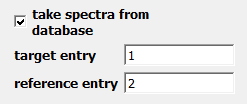 take spectra from
database
target entry 1
reference entry 2